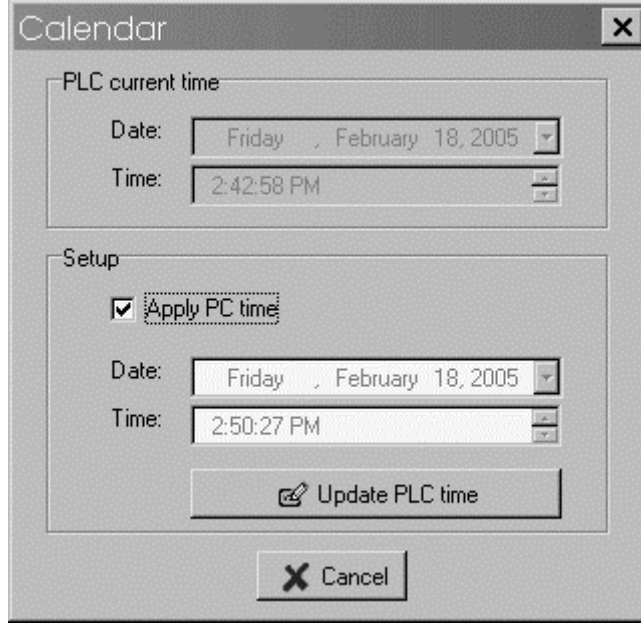 Calendar
PLC current time
Date: Friday , February 18, 2005
Time: 2:42:58 PM
Setup
Apply PC time
Date: Friday , February 18, 2005
Time: 2:50:27 PM
Update PLC time
Cancel